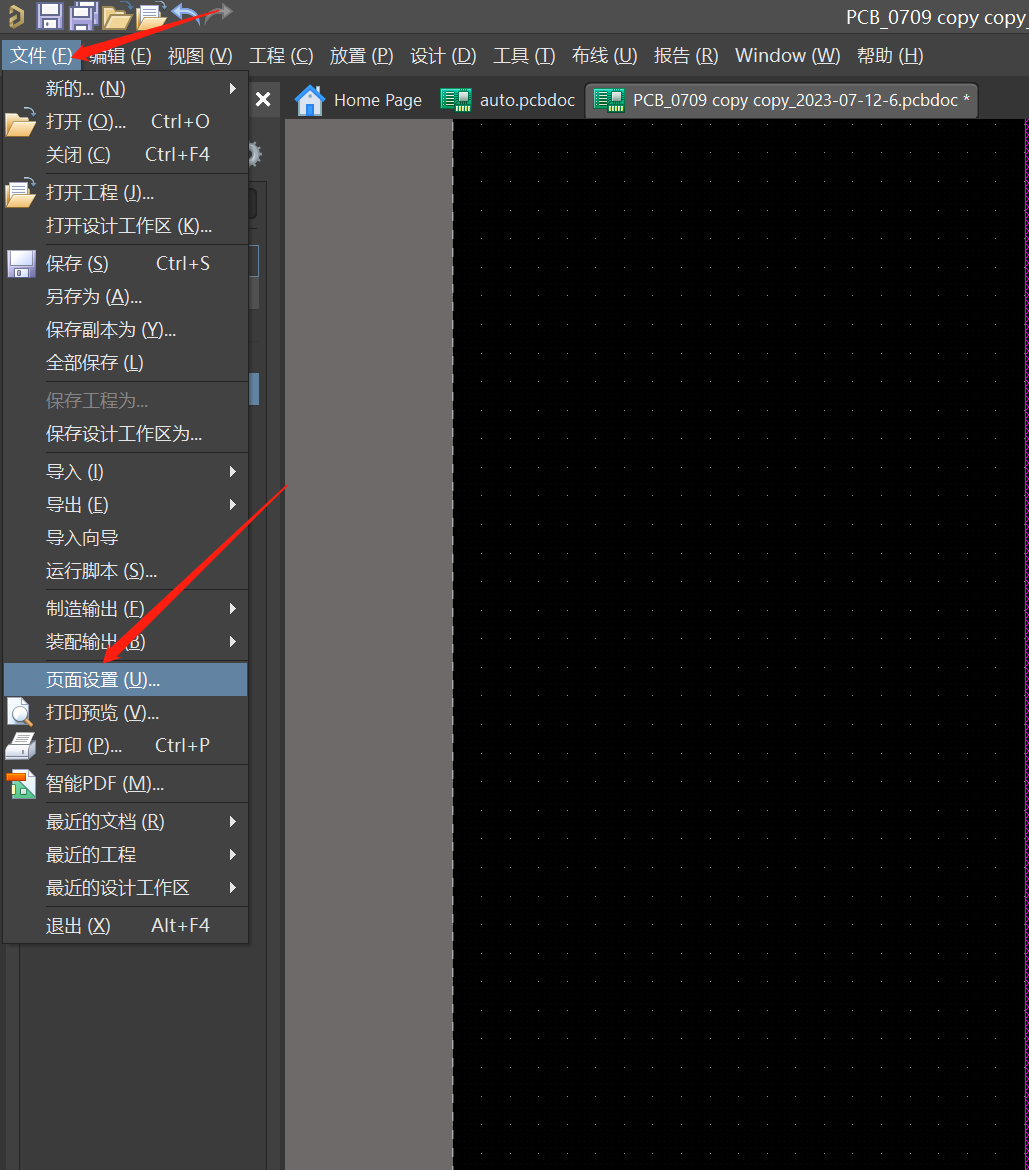 PCB_0709 copy copy_
文件 (F) 编辑 (E) 视图 (V) 工程 (C) 放置 (P) 设计 (D) 工具 (T) 布线 (U) 报告 (R) Window (W) 帮助 (H)
Home Page auto.pcbdoc PCB_0709 copy copy_2023-07-12-6.pcbdoc *
新的... (N)
打开 (O)... Ctrl+O
关闭 (C) Ctrl+F4
打开工程 (J)...
打开设计工作区 (K)...
保存 (S) Ctrl+S
另存为 (A)...
保存副本为 (Y)...
全部保存 (L)
保存工程为...
保存设计工作区为...
导入 (I)
导出 (E)
导入向导
运行脚本 (S)...
制造输出 (F)
装配输出 (B)
页面设置 (U)...
打印预览 (V)...
打印 (P)... Ctrl+P
智能PDF (M)...
最近的文档 (R)
最近的工程
最近的设计工作区
退出 (X) Alt+F4